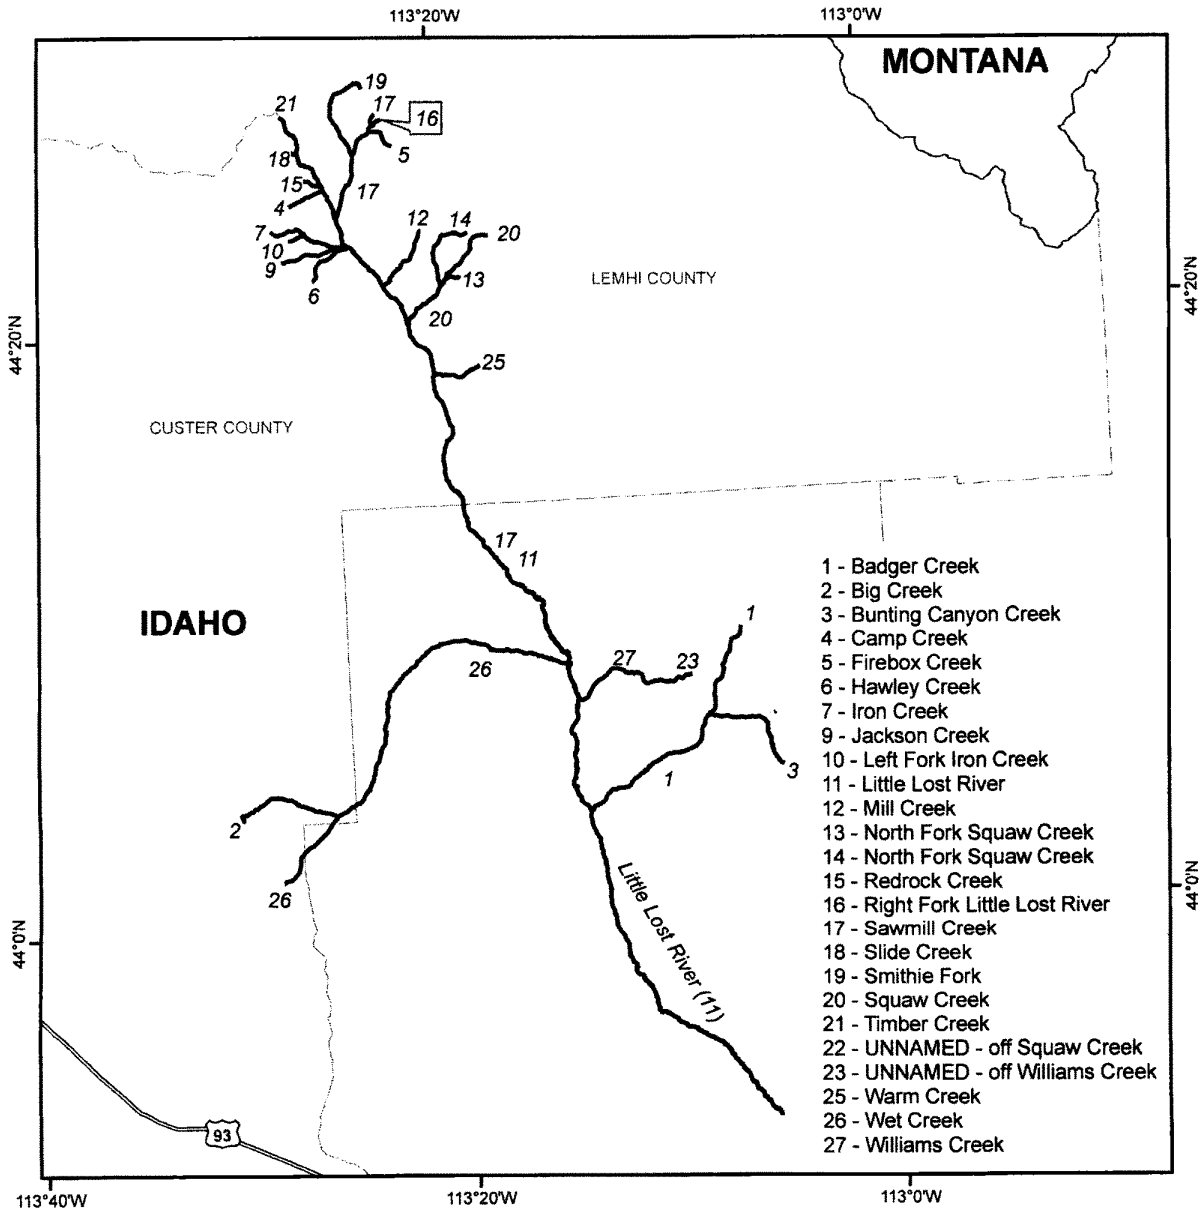 113°20'W
113°0'W
MONTANA
19
21
17
16
5
18
15
17
4
12
14
20
7
10
9
13
6
LEMHI COUNTY
44°20'N
20
44°20'N
25
CUSTER COUNTY
17
11
IDAHO
1
27
23
26
1
3
2
26
Little Lost River (11)
44°0'N
44°0'N
93
1 - Badger Creek
2 - Big Creek
3 - Bunting Canyon Creek
4 - Camp Creek
5 - Firebox Creek
6 - Hawley Creek
7 - Iron Creek
9 - Jackson Creek
10 - Left Fork Iron Creek
11 - Little Lost River
12 - Mill Creek
13 - North Fork Squaw Creek
14 - North Fork Squaw Creek
15 - Redrock Creek
16 - Right Fork Little Lost River
17 - Sawmill Creek
18 - Slide Creek
19 - Smithie Fork
20 - Squaw Creek
21 - Timber Creek
22 - UNNAMED - off Squaw Creek
23 - UNNAMED - off Williams Creek
25 - Warm Creek
26 - Wet Creek
27 - Williams Creek
113°40'W
113°20'W
113°0'W